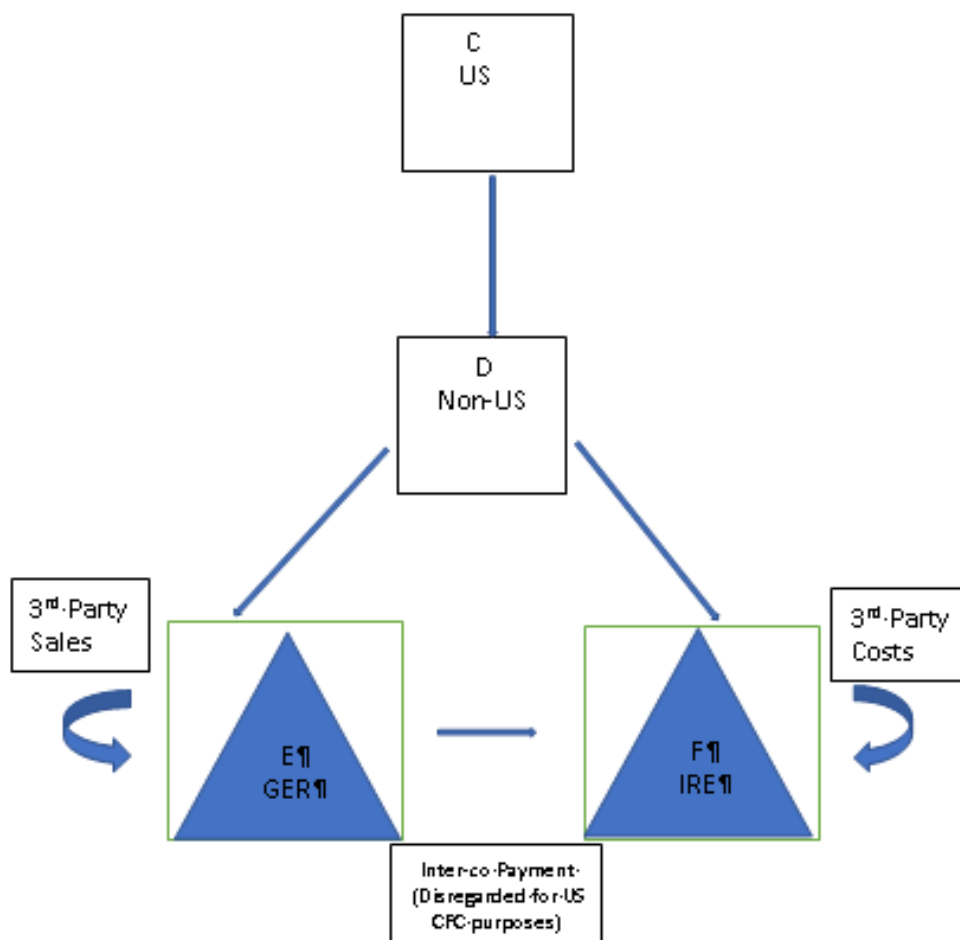 C
US
D
Non-US
3rd·Party
Sales
3rd·Party
Costs
E¶
GER¶
F¶
IRE¶
Inter-co·Payment·
(Disregarded·for·US
CFC·purposes)